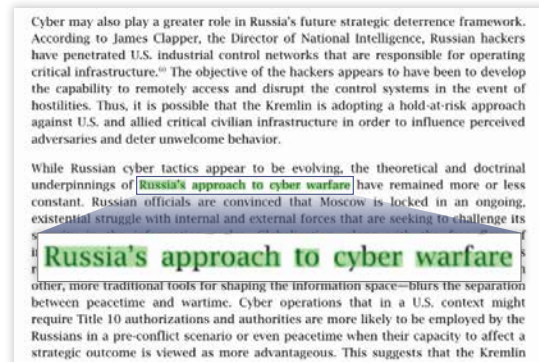 Cyber may also play a greater role in Russia's future strategic deterrence framework.
According to James Clapper, the Director of National Intelligence, Russian hackers
have penetrated U.S. industrial control networks that are responsible for operating
critical infrastructure.⁶⁰ The objective of the hackers appears to have been to develop
the capability to remotely access and disrupt the control systems in the event of
hostilities. Thus, it is possible that the Kremlin is adopting a hold-at-risk approach
against U.S. and allied critical civilian infrastructure in order to influence perceived
adversaries and deter unwelcome behavior.
While Russian cyber tactics appear to be evolving, the theoretical and doctrinal
underpinnings of Russia's approach to cyber warfare have remained more or less
constant. Russian officials are convinced that Moscow is locked in an ongoing,
existential struggle with internal and external forces that are seeking to challenge its
Russia's approach to cyber warfare
other, more traditional tools for shaping the information space—blurs the separation
between peacetime and wartime. Cyber operations that in a U.S. context might
require Title 10 authorizations and authorities are more likely to be employed by the
Russians in a pre-conflict scenario or even peacetime when their capacity to affect a
strategic outcome is viewed as more advantageous. This suggests that the Kremlin